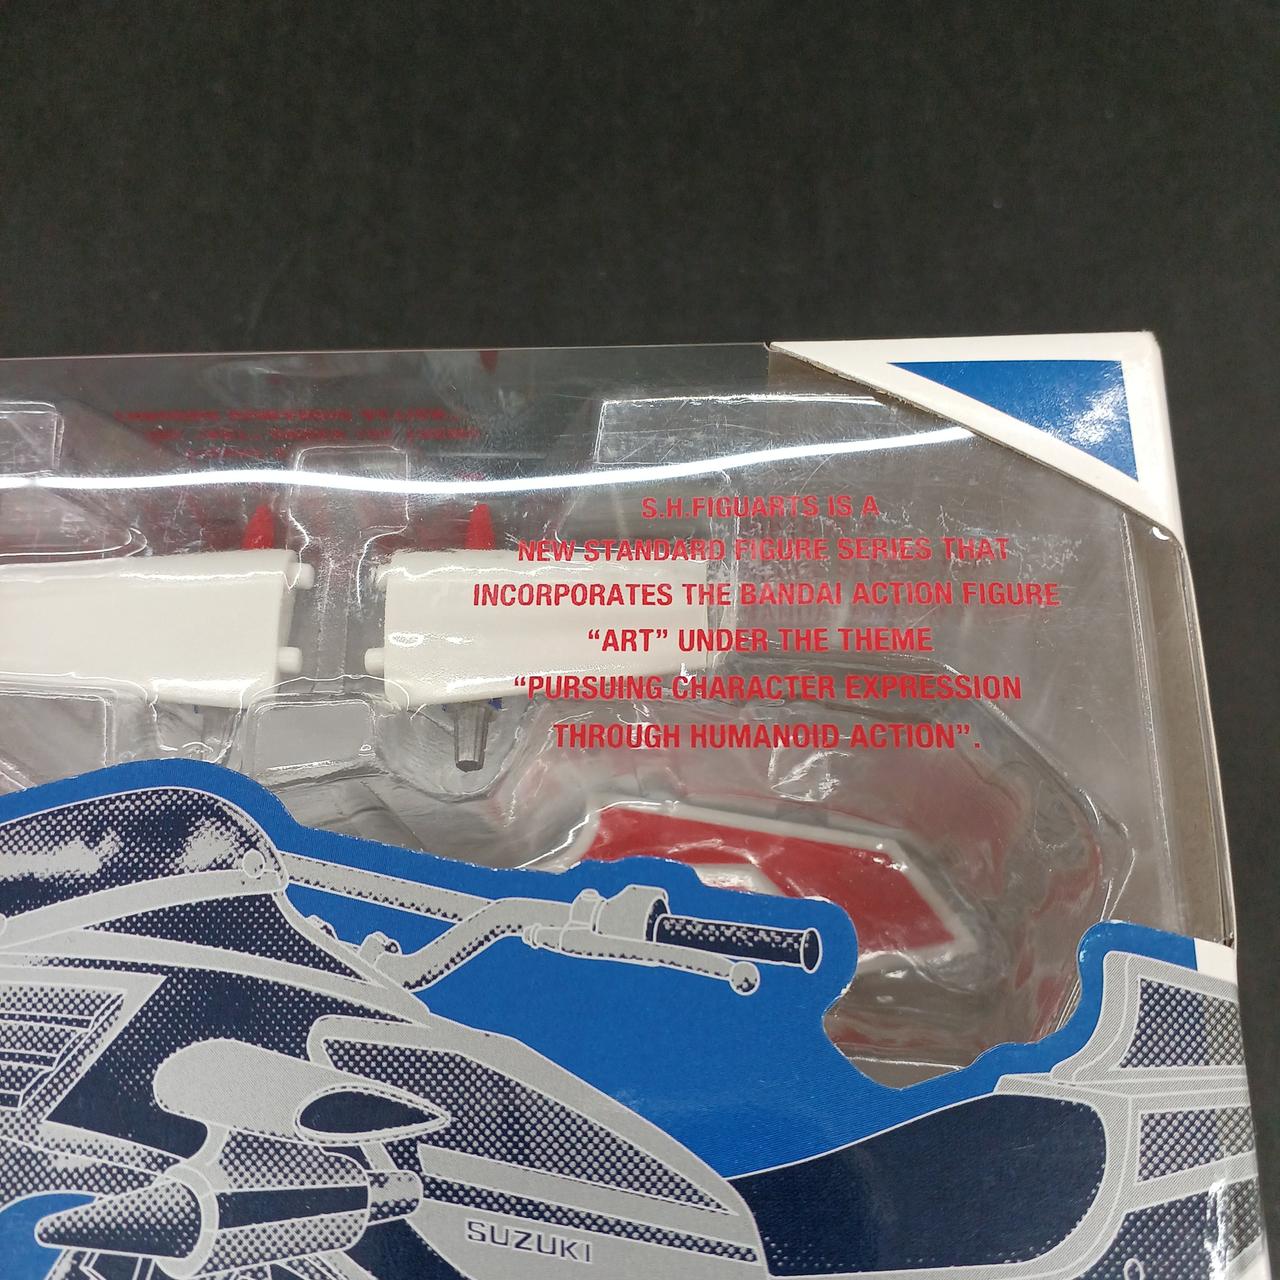 S.H.FIGUARTS IS A
NEW STANDARD FIGURE SERIES THAT
INCORPORATES THE BANDAI ACTION FIGURE
“ART” UNDER THE THEME
“PURSUING CHARACTER EXPRESSION
THROUGH HUMANOID ACTION”.
SUZUKI